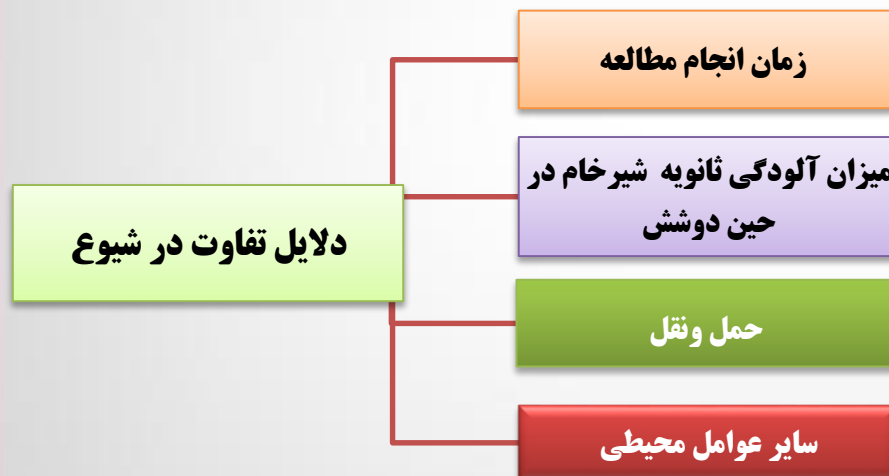 دلایل تفاوت در شیوع
زمان انجام مطالعه
میزان آلودگی ثانویه شیرخام در
حین دوشش
حمل ونقل
سایر عوامل محیطی